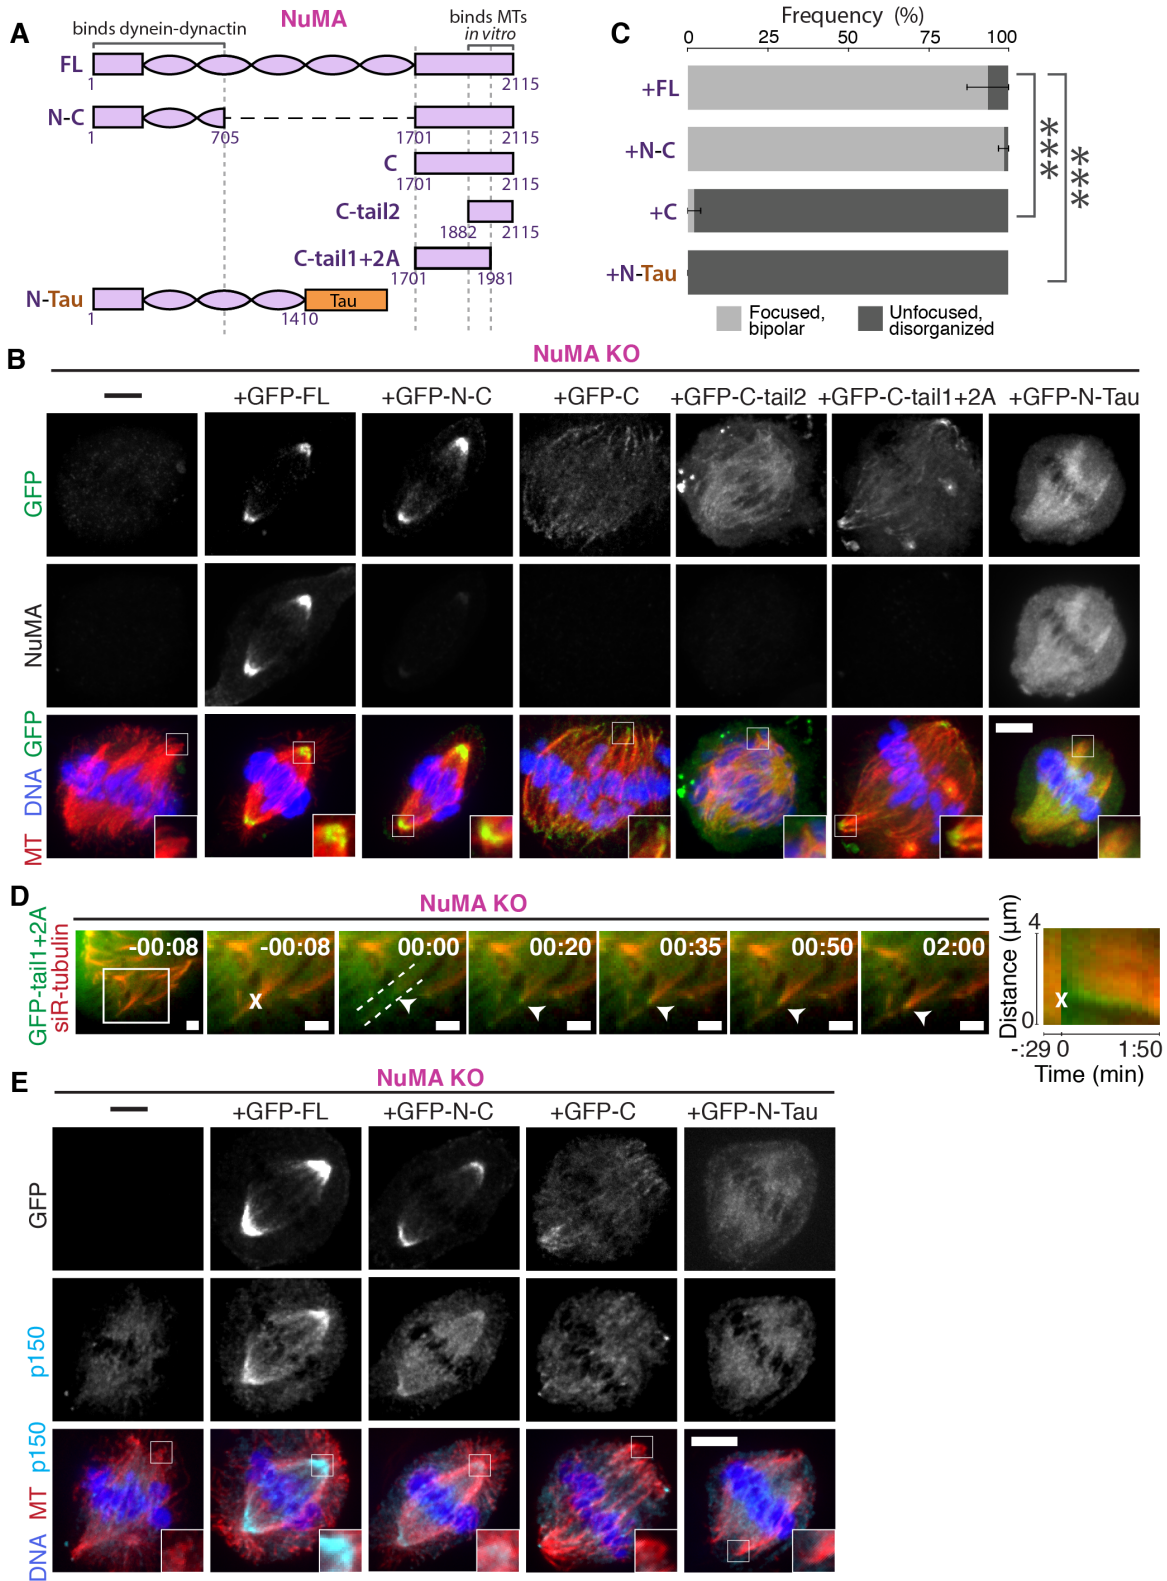 A
NuMA
binds dynein-dynactin
binds MTs
in vitro
FL
1
2115
N-C
1
705
1701
2115
C
1701
2115
C-tail2
1882
2115
C-tail1+2A
1701
1981
N-Tau
Tau
1
1410
C
Frequency (%)
0
25
50
75
100
+FL
+N-C
+C
+N-Tau
***
***
Focused,
bipolar
Unfocused,
disorganized
B
NuMA KO
—
+GFP-FL
+GFP-N-C
+GFP-C
+GFP-C-tail2
+GFP-C-tail1+2A
+GFP-N-Tau
GFP
NuMA
MT DNA GFP
D
NuMA KO
GFP-tail1+2A
siR-tubulin
-00:08
-00:08
00:00
00:20
00:35
00:50
02:00
x
Distance (µm)
4
0
x
-:29 0 1:50
Time (min)
E
NuMA KO
—
+GFP-FL
+GFP-N-C
+GFP-C
+GFP-N-Tau
GFP
p150
DNA MT p150